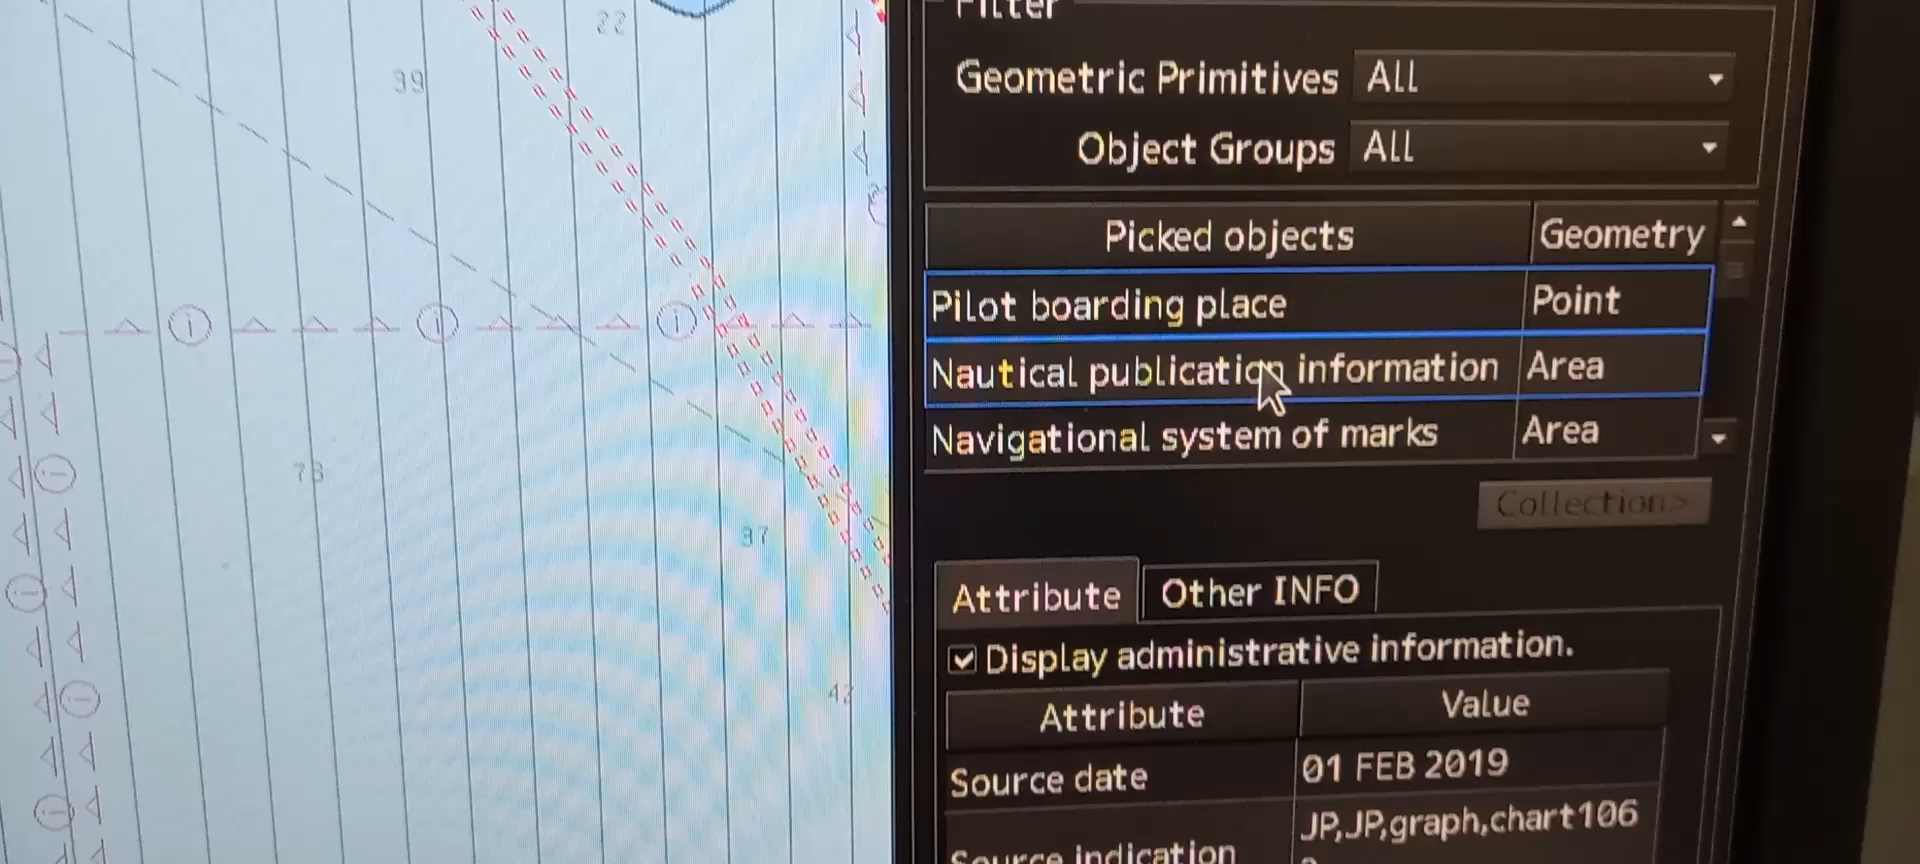 Filter
Geometric Primitives ALL
Object Groups ALL
Picked objects Geometry
Pilot boarding place Point
Nautical publication information Area
Navigational system of marks Area
Collection>
Attribute Other INFO
Display administrative information.
Attribute Value
Source date 01 FEB 2019
Source indication JP,JP,graph,chart106
22
39
37
42